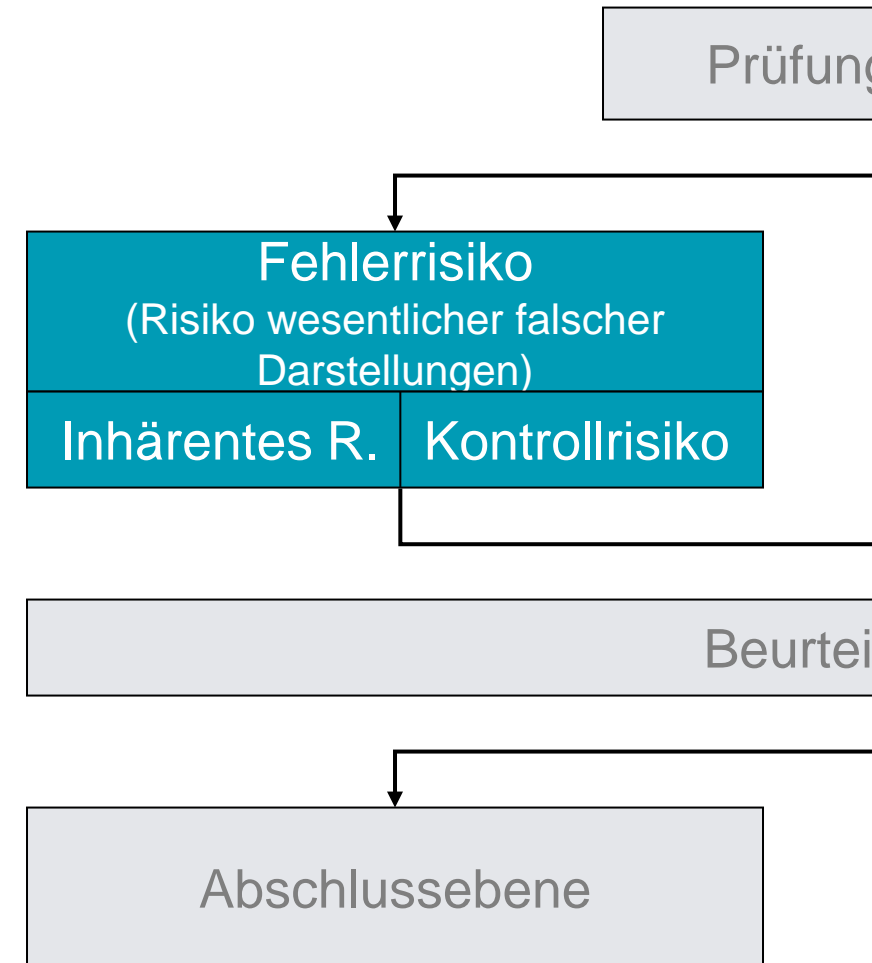 Prüfung
Fehlerrisiko
(Risiko wesentlicher falscher
Darstellungen)
Inhärentes R. Kontrollrisiko
Beurtei
Abschlussebene